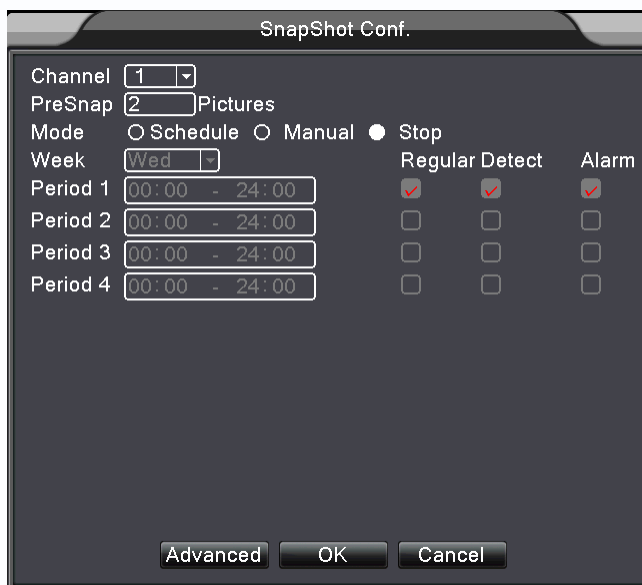 SnapShot Conf.
Channel 1
PreSnap 2 Pictures
Mode Schedule Manual Stop
Week Wed Regular Detect Alarm
Period 1 00:00 - 24:00
Period 2 00:00 - 24:00
Period 3 00:00 - 24:00
Period 4 00:00 - 24:00
Advanced OK Cancel